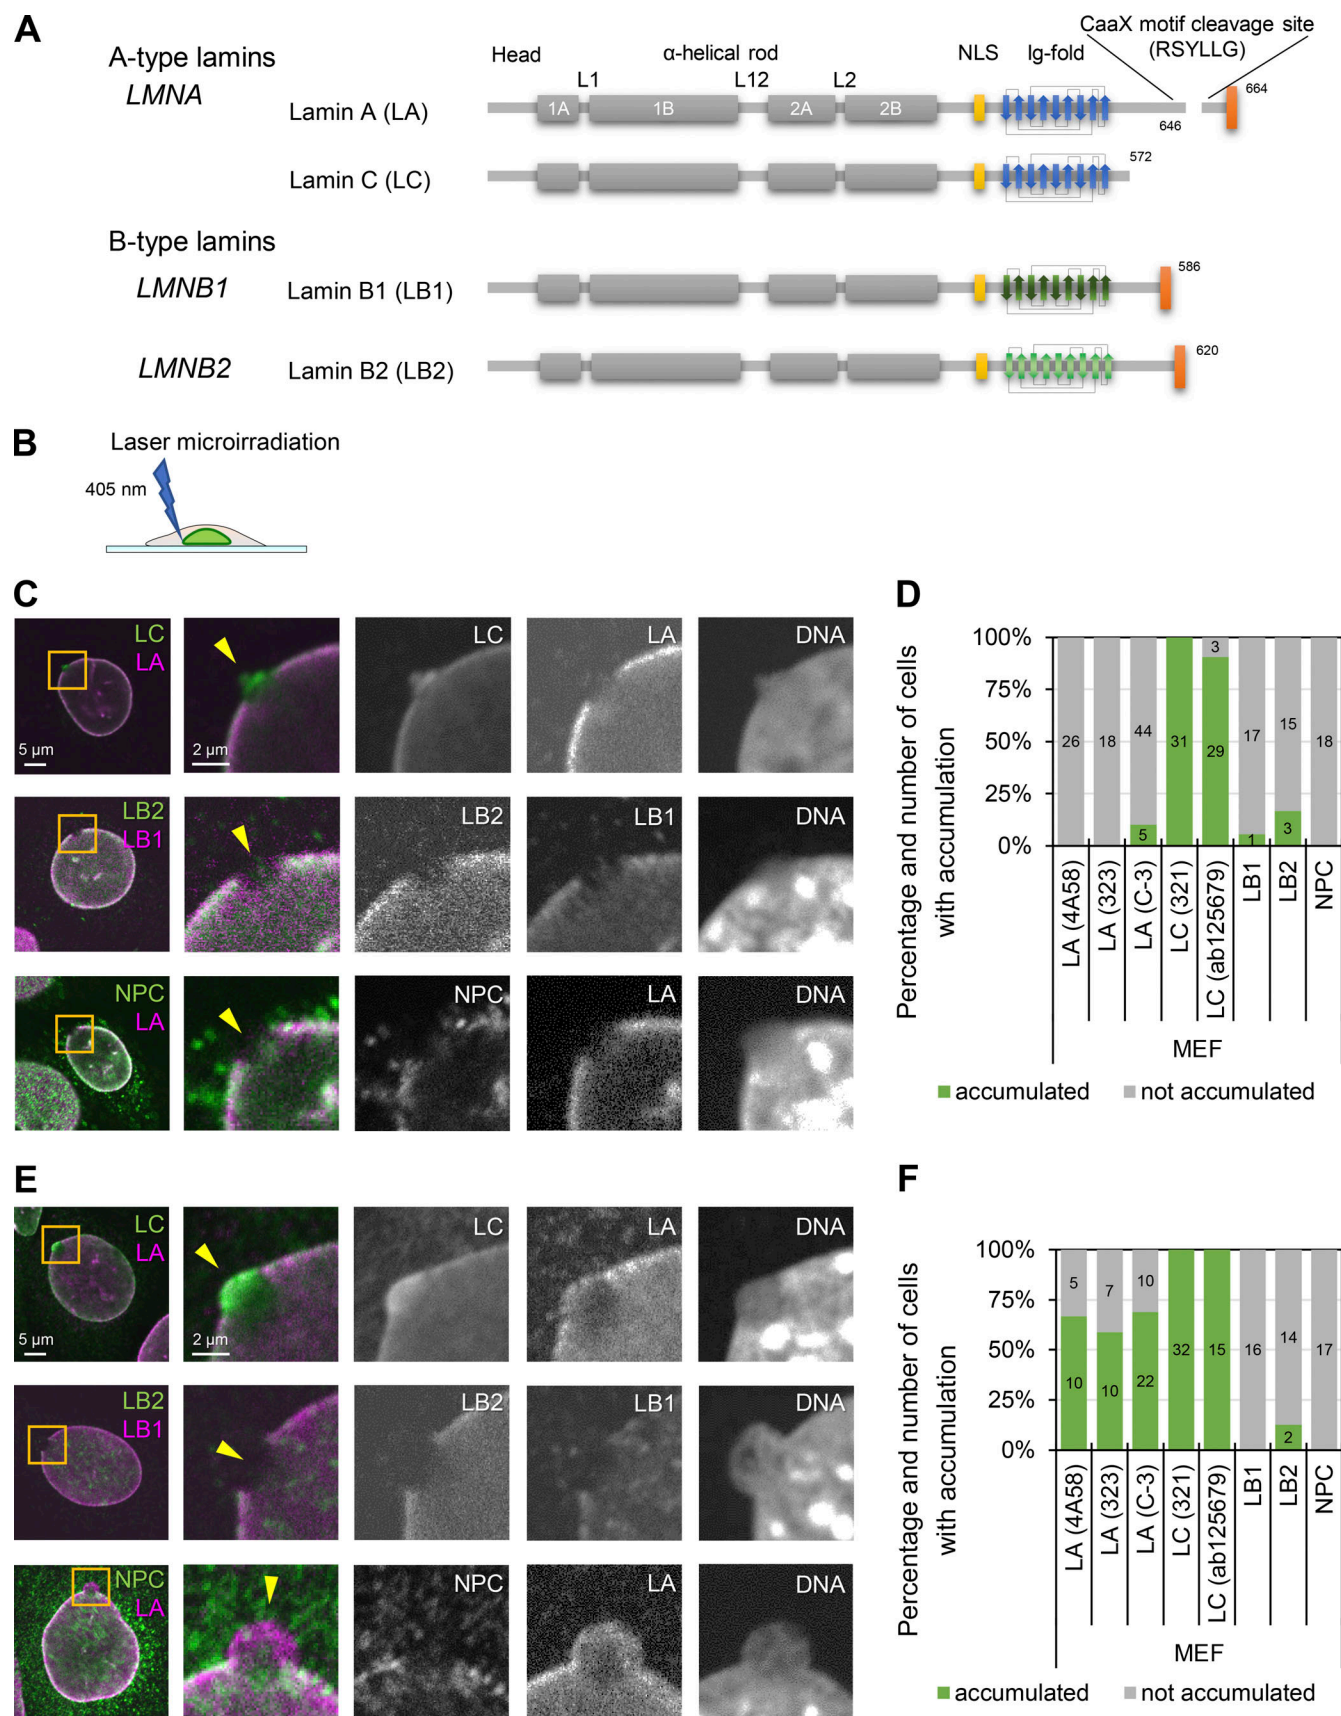 A
A-type lamins
LMNA
Head
α-helical rod
NLS
Ig-fold
CaaX motif cleavage site
(RSYLLG)
L1
L12
L2
Lamin A (LA)
1A
1B
2A
2B
646
664
Lamin C (LC)
572
B-type lamins
LMNB1
Lamin B1 (LB1)
586
LMNB2
Lamin B2 (LB2)
620
B
Laser microirradiation
405 nm
C
LC
LA
5 µm
2 µm
LC
LA
DNA
LB2
LB1
LB2
LB1
DNA
NPC
LA
NPC
LA
DNA
D
Percentage and number of cells
with accumulation
100%
75%
50%
25%
0%
26
18
44
5
31
3
29
17
1
15
3
18
LA (4A58)
LA (323)
LA (C-3)
LC (321)
LC (ab125679)
LB1
LB2
NPC
MEF
accumulated
not accumulated
E
LC
LA
5 µm
2 µm
LC
LA
DNA
LB2
LB1
LB2
LB1
DNA
NPC
LA
NPC
LA
DNA
F
Percentage and number of cells
with accumulation
100%
75%
50%
25%
0%
5
10
7
10
10
22
32
15
16
14
2
17
LA (4A58)
LA (323)
LA (C-3)
LC (321)
LC (ab125679)
LB1
LB2
NPC
MEF
accumulated
not accumulated